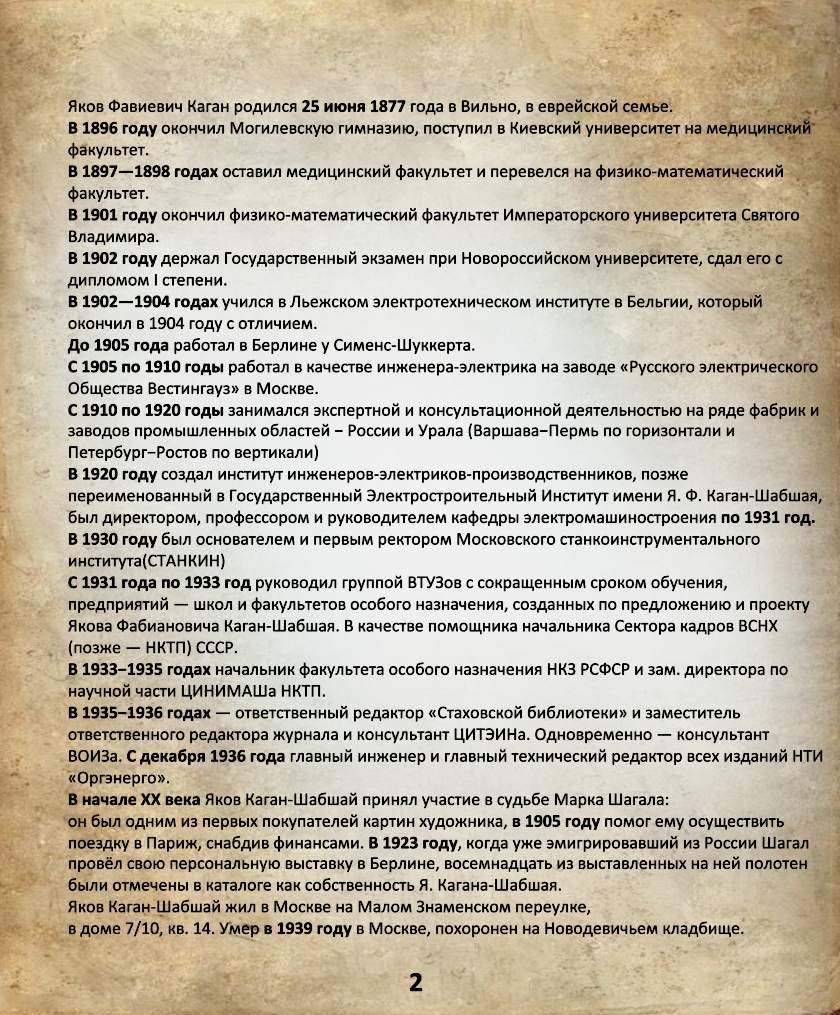 Яков Фавиевич Каган родился 25 июня 1877 года в Вильно, в еврейской семье.
В 1896 году окончил Могилевскую гимназию, поступил в Киевский университет на медицинский
факультет.
В 1897—1898 годах оставил медицинский факультет и перевелся на физико-математический
факультет.
В 1901 году окончил физико-математический факультет Императорского университета Святого
Владимира.
В 1902 году держал Государственный экзамен при Новороссийском университете, сдал его с
дипломом I степени.
В 1902—1904 годах учился в Льежском электротехническом институте в Бельгии, который
окончил в 1904 году с отличием.
До 1905 года работал в Берлине у Сименс-Шуккерта.
С 1905 по 1910 годы работал в качестве инженера-электрика на заводе «Русского электрического
Общества Вестингауз» в Москве.
С 1910 по 1920 годы занимался экспертной и консультационной деятельностью на ряде фабрик и
заводов промышленных областей – России и Урала (Варшава–Пермь по горизонтали и
Петербург–Ростов по вертикали)
В 1920 году создал институт инженеров-электриков-производственников, позже
переименованный в Государственный Электростроительный Институт имени Я. Ф. Каган-Шабшая,
был директором, профессором и руководителем кафедры электромашиностроения по 1931 год.
В 1930 году был основателем и первым ректором Московского станкоинструментального
института(СТАНКИН)
С 1931 года по 1933 год руководил группой ВТУЗов с сокращенным сроком обучения,
предприятий — школ и факультетов особого назначения, созданных по предложению и проекту
Якова Фабиановича Каган-Шабшая. В качестве помощника начальника Сектора кадров ВСНХ
(позже — НКТП) СССР.
В 1933–1935 годах начальник факультета особого назначения НКЗ РСФСР и зам. директора по
научной части ЦИНИМАШа НКТП.
В 1935–1936 годах — ответственный редактор «Стаховской библиотеки» и заместитель
ответственного редактора журнала и консультант ЦИТЭИНа. Одновременно — консультант
ВОИЗа. С декабря 1936 года главный инженер и главный технический редактор всех изданий НТИ
«Оргэнерго».
В начале XX века Яков Каган-Шабшай принял участие в судьбе Марка Шагала:
он был одним из первых покупателей картин художника, в 1905 году помог ему осуществить
поездку в Париж, снабдив финансами. В 1923 году, когда уже эмигрировавший из России Шагал
провёл свою персональную выставку в Берлине, восемнадцать из выставленных на ней полотен
были отмечены в каталоге как собственность Я. Кагана-Шабшая.
Яков Каган-Шабшай жил в Москве на Малом Знаменском переулке,
в доме 7/10, кв. 14. Умер в 1939 году в Москве, похоронен на Новодевичьем кладбище.
2